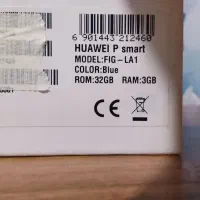 6 901443 212460
HUAWEI P smart
MODEL:FIG-LA1
COLOR:Blue
ROM:32GB RAM:3GB
CE